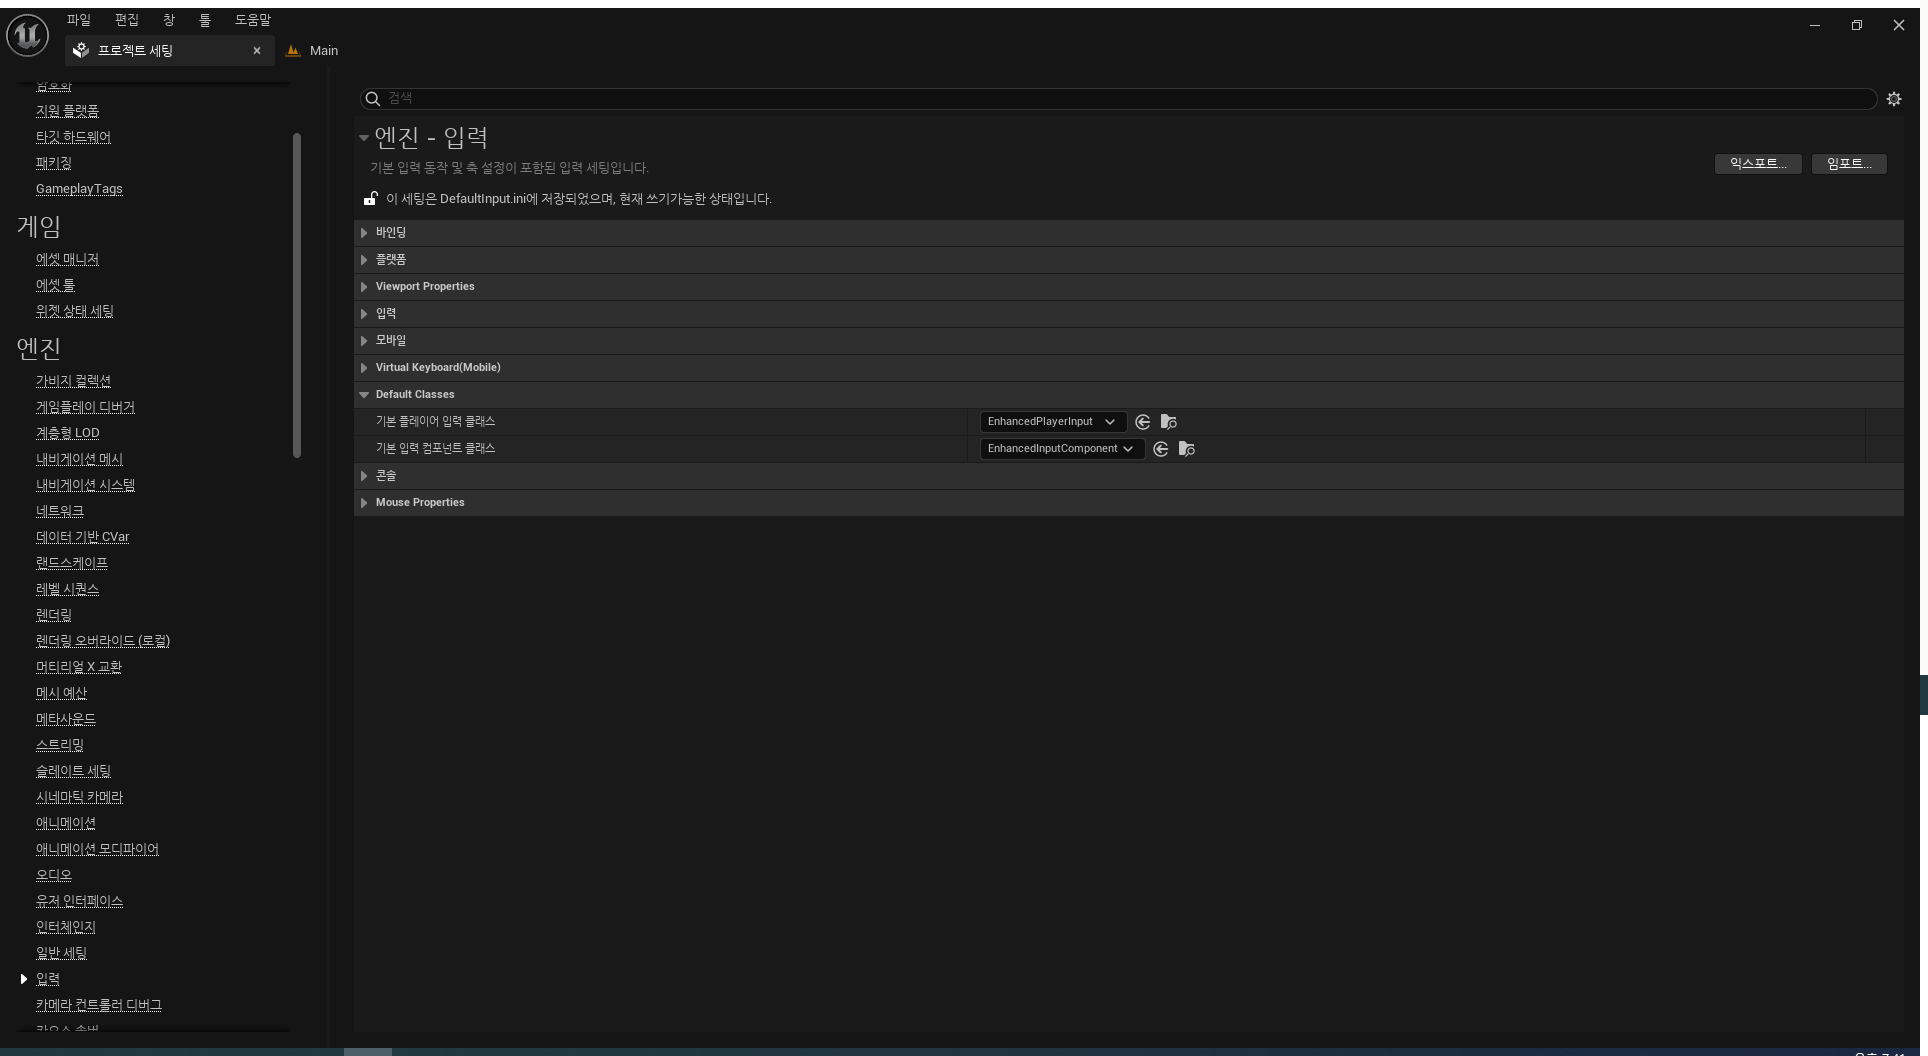 파일 편집 창 툴 도움말
프로젝트 세팅
Main
암호화
지원 플랫폼
타깃 하드웨어
패키징
GameplayTags
게임
에셋 매니저
에셋 툴
위젯 상태 세팅
엔진
가비지 컬렉션
게임플레이 디버거
계층형 LOD
내비게이션 메시
내비게이션 시스템
네트워크
데이터 기반 CVar
랜드스케이프
레벨 시퀀스
렌더링
렌더링 오버라이드 (로컬)
머티리얼 X 교환
메시 예산
메타사운드
스트리밍
슬레이트 세팅
시네마틱 카메라
애니메이션
애니메이션 모디파이어
오디오
유저 인터페이스
인터체인지
일반 세팅
입력
카메라 컨트롤러 디버그
카오스 솔버
검색
엔진 - 입력
기본 입력 동작 및 축 설정이 포함된 입력 세팅입니다.
익스포트... 임포트...
이 세팅은 DefaultInput.ini에 저장되었으며, 현재 쓰기가능한 상태입니다.
바인딩
플랫폼
Viewport Properties
입력
모바일
Virtual Keyboard(Mobile)
Default Classes
기본 플레이어 입력 클래스 EnhancedPlayerInput
기본 입력 컴포넌트 클래스 EnhancedInputComponent
콘솔
Mouse Properties